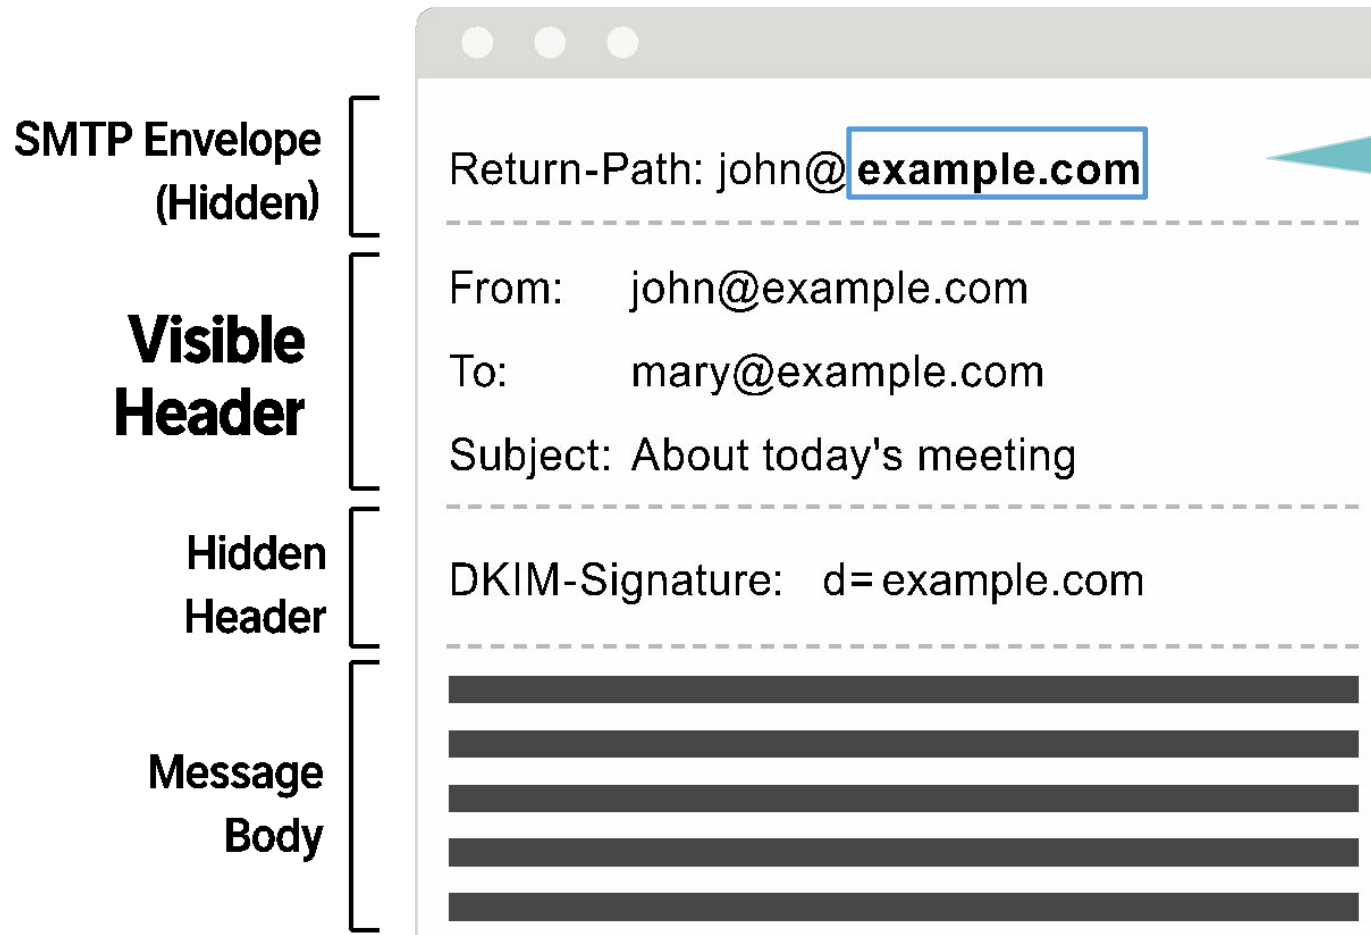 SMTP Envelope
(Hidden)
Return-Path: john@example.com
Visible
Header
From: john@example.com
To: mary@example.com
Subject: About today's meeting
Hidden
Header
DKIM-Signature: d=example.com
Message
Body